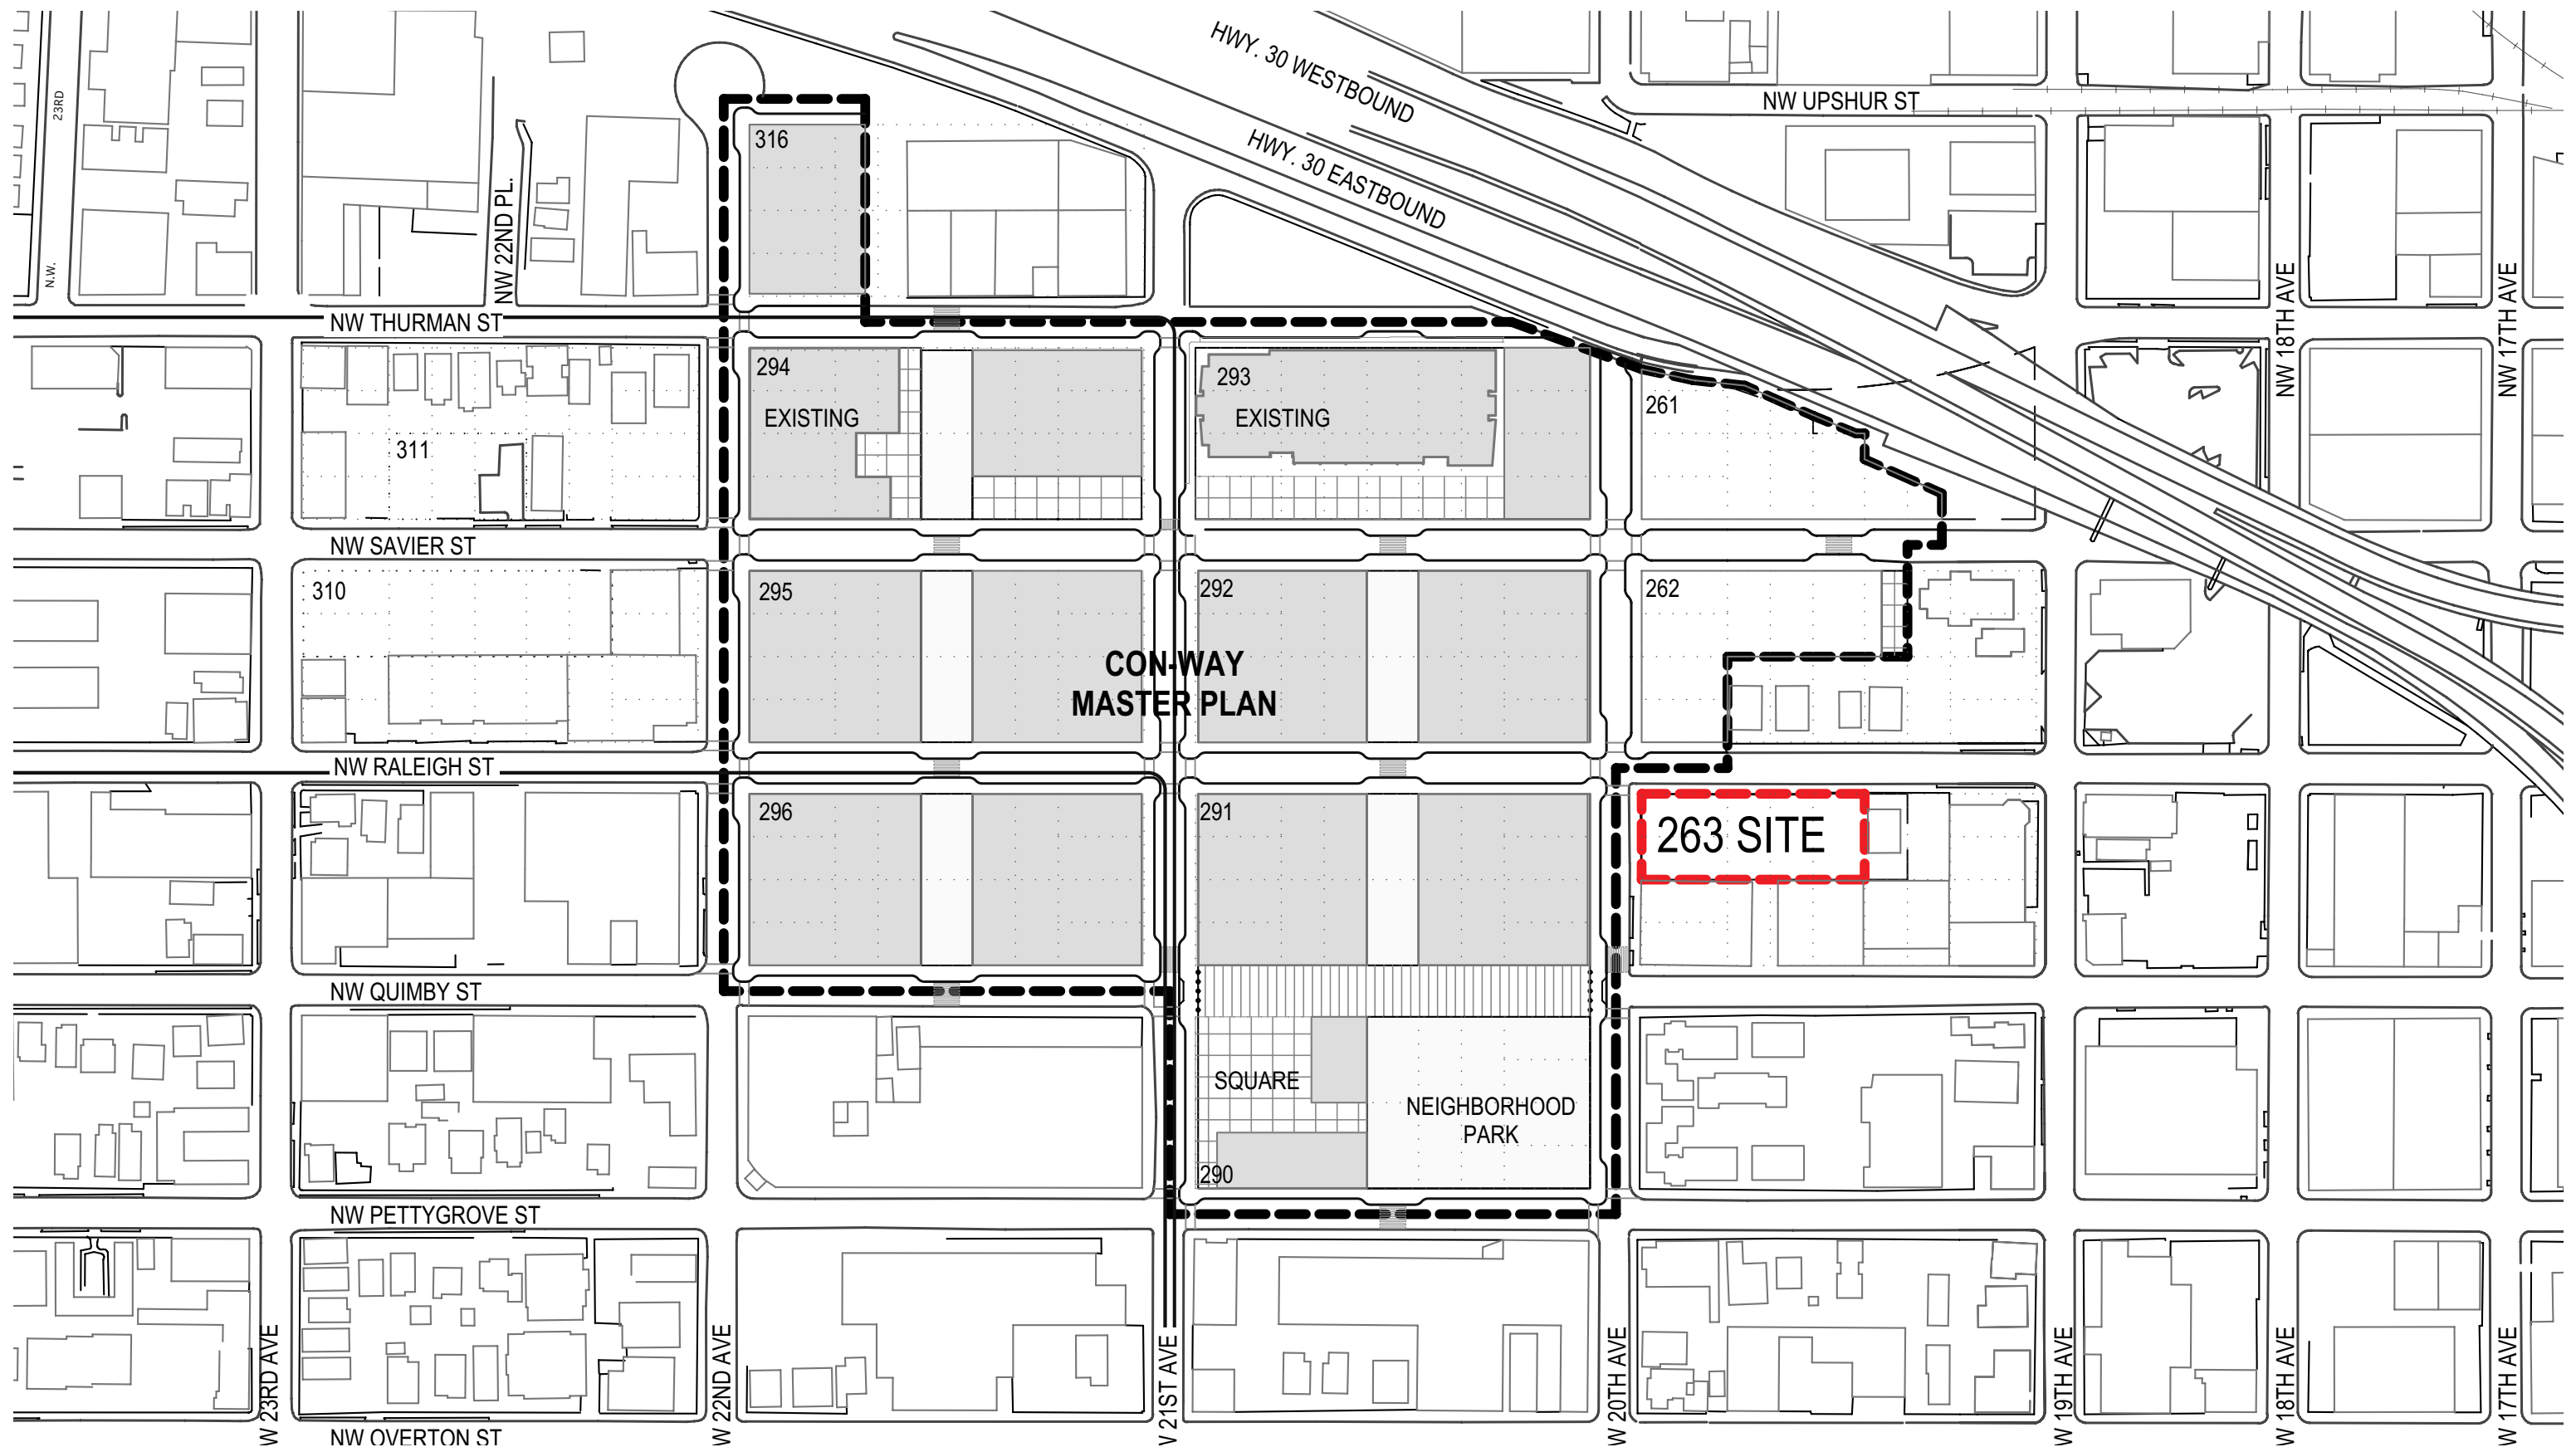 HWY. 30 WESTBOUND
HWY. 30 EASTBOUND
NW UPSHUR ST
23RD
N.W.
316
NW 22ND PL.
NW 18TH AVE
NW 17TH AVE
NW THURMAN ST
294
EXISTING
293
EXISTING
261
311
NW SAVIER ST
310
295
292
262
CON-WAY
MASTER PLAN
NW RALEIGH ST
296
291
263 SITE
NW QUIMBY ST
SQUARE
NEIGHBORHOOD
PARK
290
NW PETTYGROVE ST
W 23RD AVE
W 22ND AVE
W 21ST AVE
W 20TH AVE
W 19TH AVE
W 18TH AVE
W 17TH AVE
NW OVERTON ST